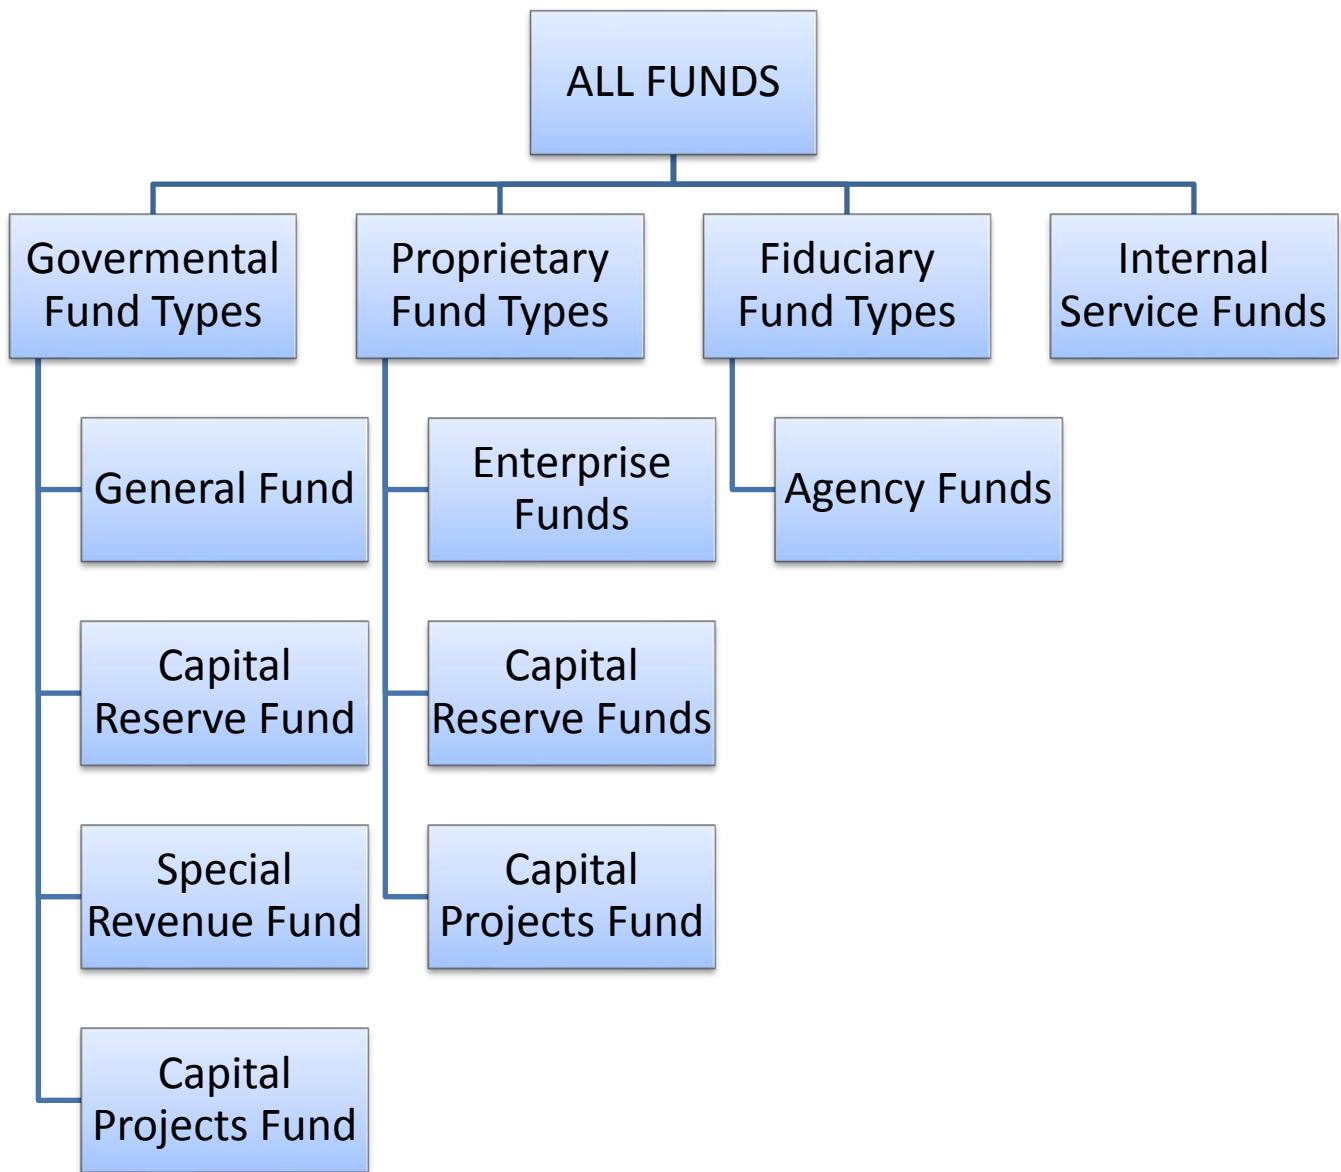 ALL FUNDS
Govermental
Fund Types
Proprietary
Fund Types
Fiduciary
Fund Types
Internal
Service Funds
General Fund
Enterprise
Funds
Agency Funds
Capital
Reserve Fund
Capital
Reserve Funds
Special
Revenue Fund
Capital
Projects Fund
Capital
Projects Fund